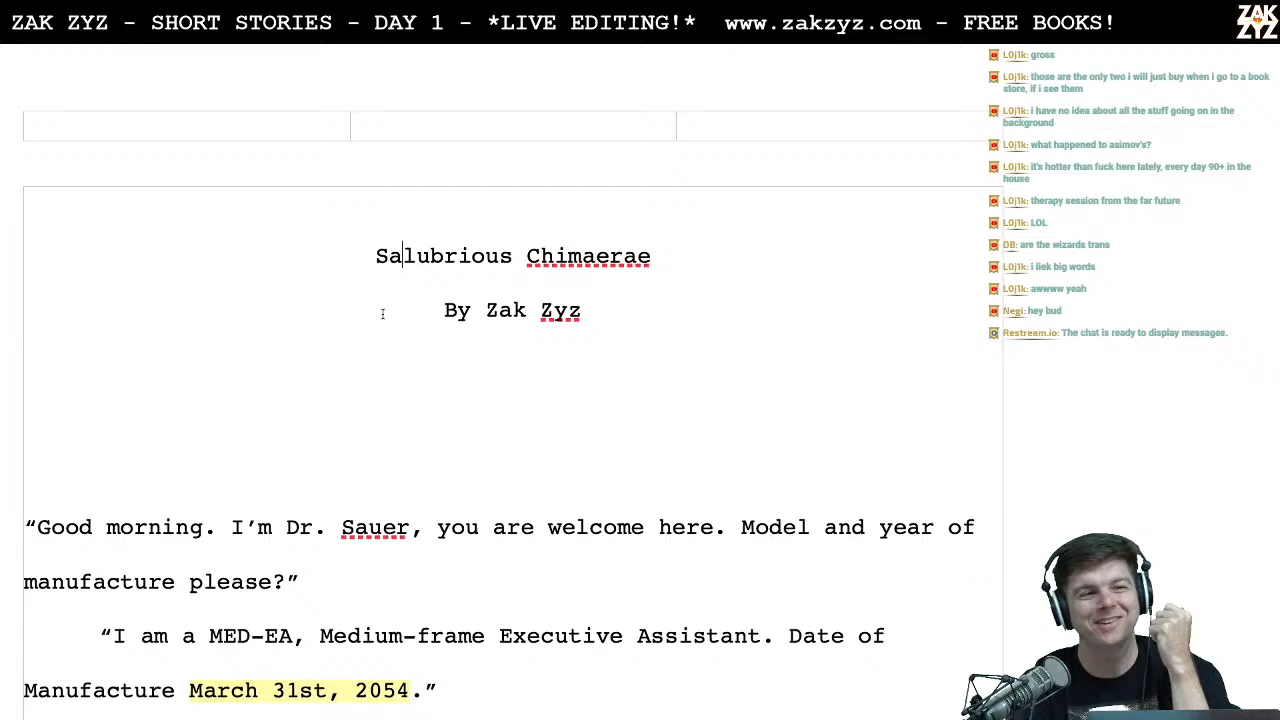 ZAK ZYZ - SHORT STORIES - DAY 1 - *LIVE EDITING!*  www.zakzyz.com - FREE BOOKS!
ZAK
ZYZ
L0j1k: gross
L0j1k: those are the only two i will just buy when i go to a book
store, if i see them
L0j1k: i have no idea about all the stuff going on in the
background
L0j1k: what happened to asimov's?
L0j1k: it's hotter than fuck here lately, every day 90+ in the
house
L0j1k: therapy session from the far future
L0j1k: LOL
DB: are the wizards trans
L0j1k: i liek big words
L0j1k: awwww yeah
Negi: hey bud
Restream.io: The chat is ready to display messages.
Salubrious Chimaerae
By Zak Zyz
“Good morning. I’m Dr. Sauer, you are welcome here. Model and year of
manufacture please?”
“I am a MED-EA, Medium-frame Executive Assistant. Date of
Manufacture March 31st, 2054.”